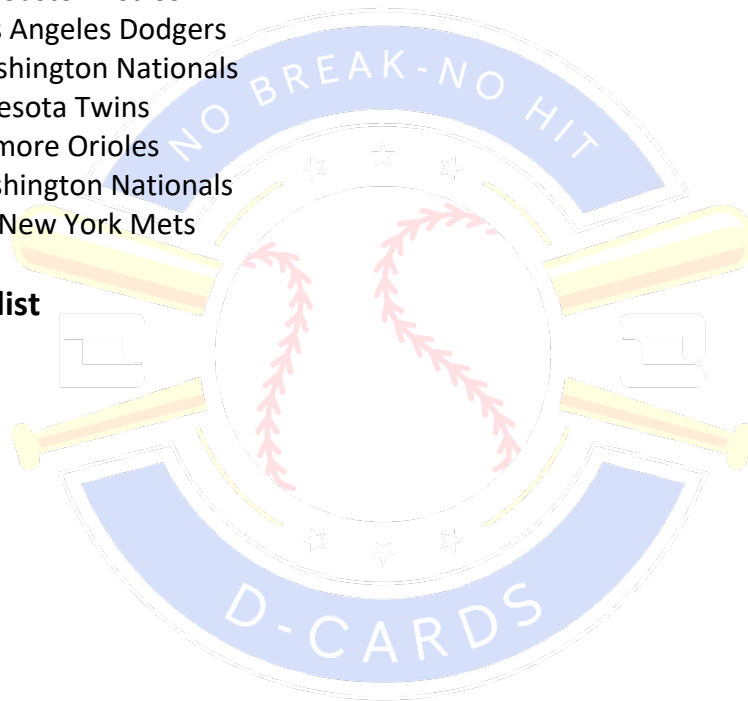 s Angeles Dodgers
shington Nationals
esota Twins
more Orioles
shington Nationals
New York Mets
list
NO BREAK-NO HIT
D-CARDS